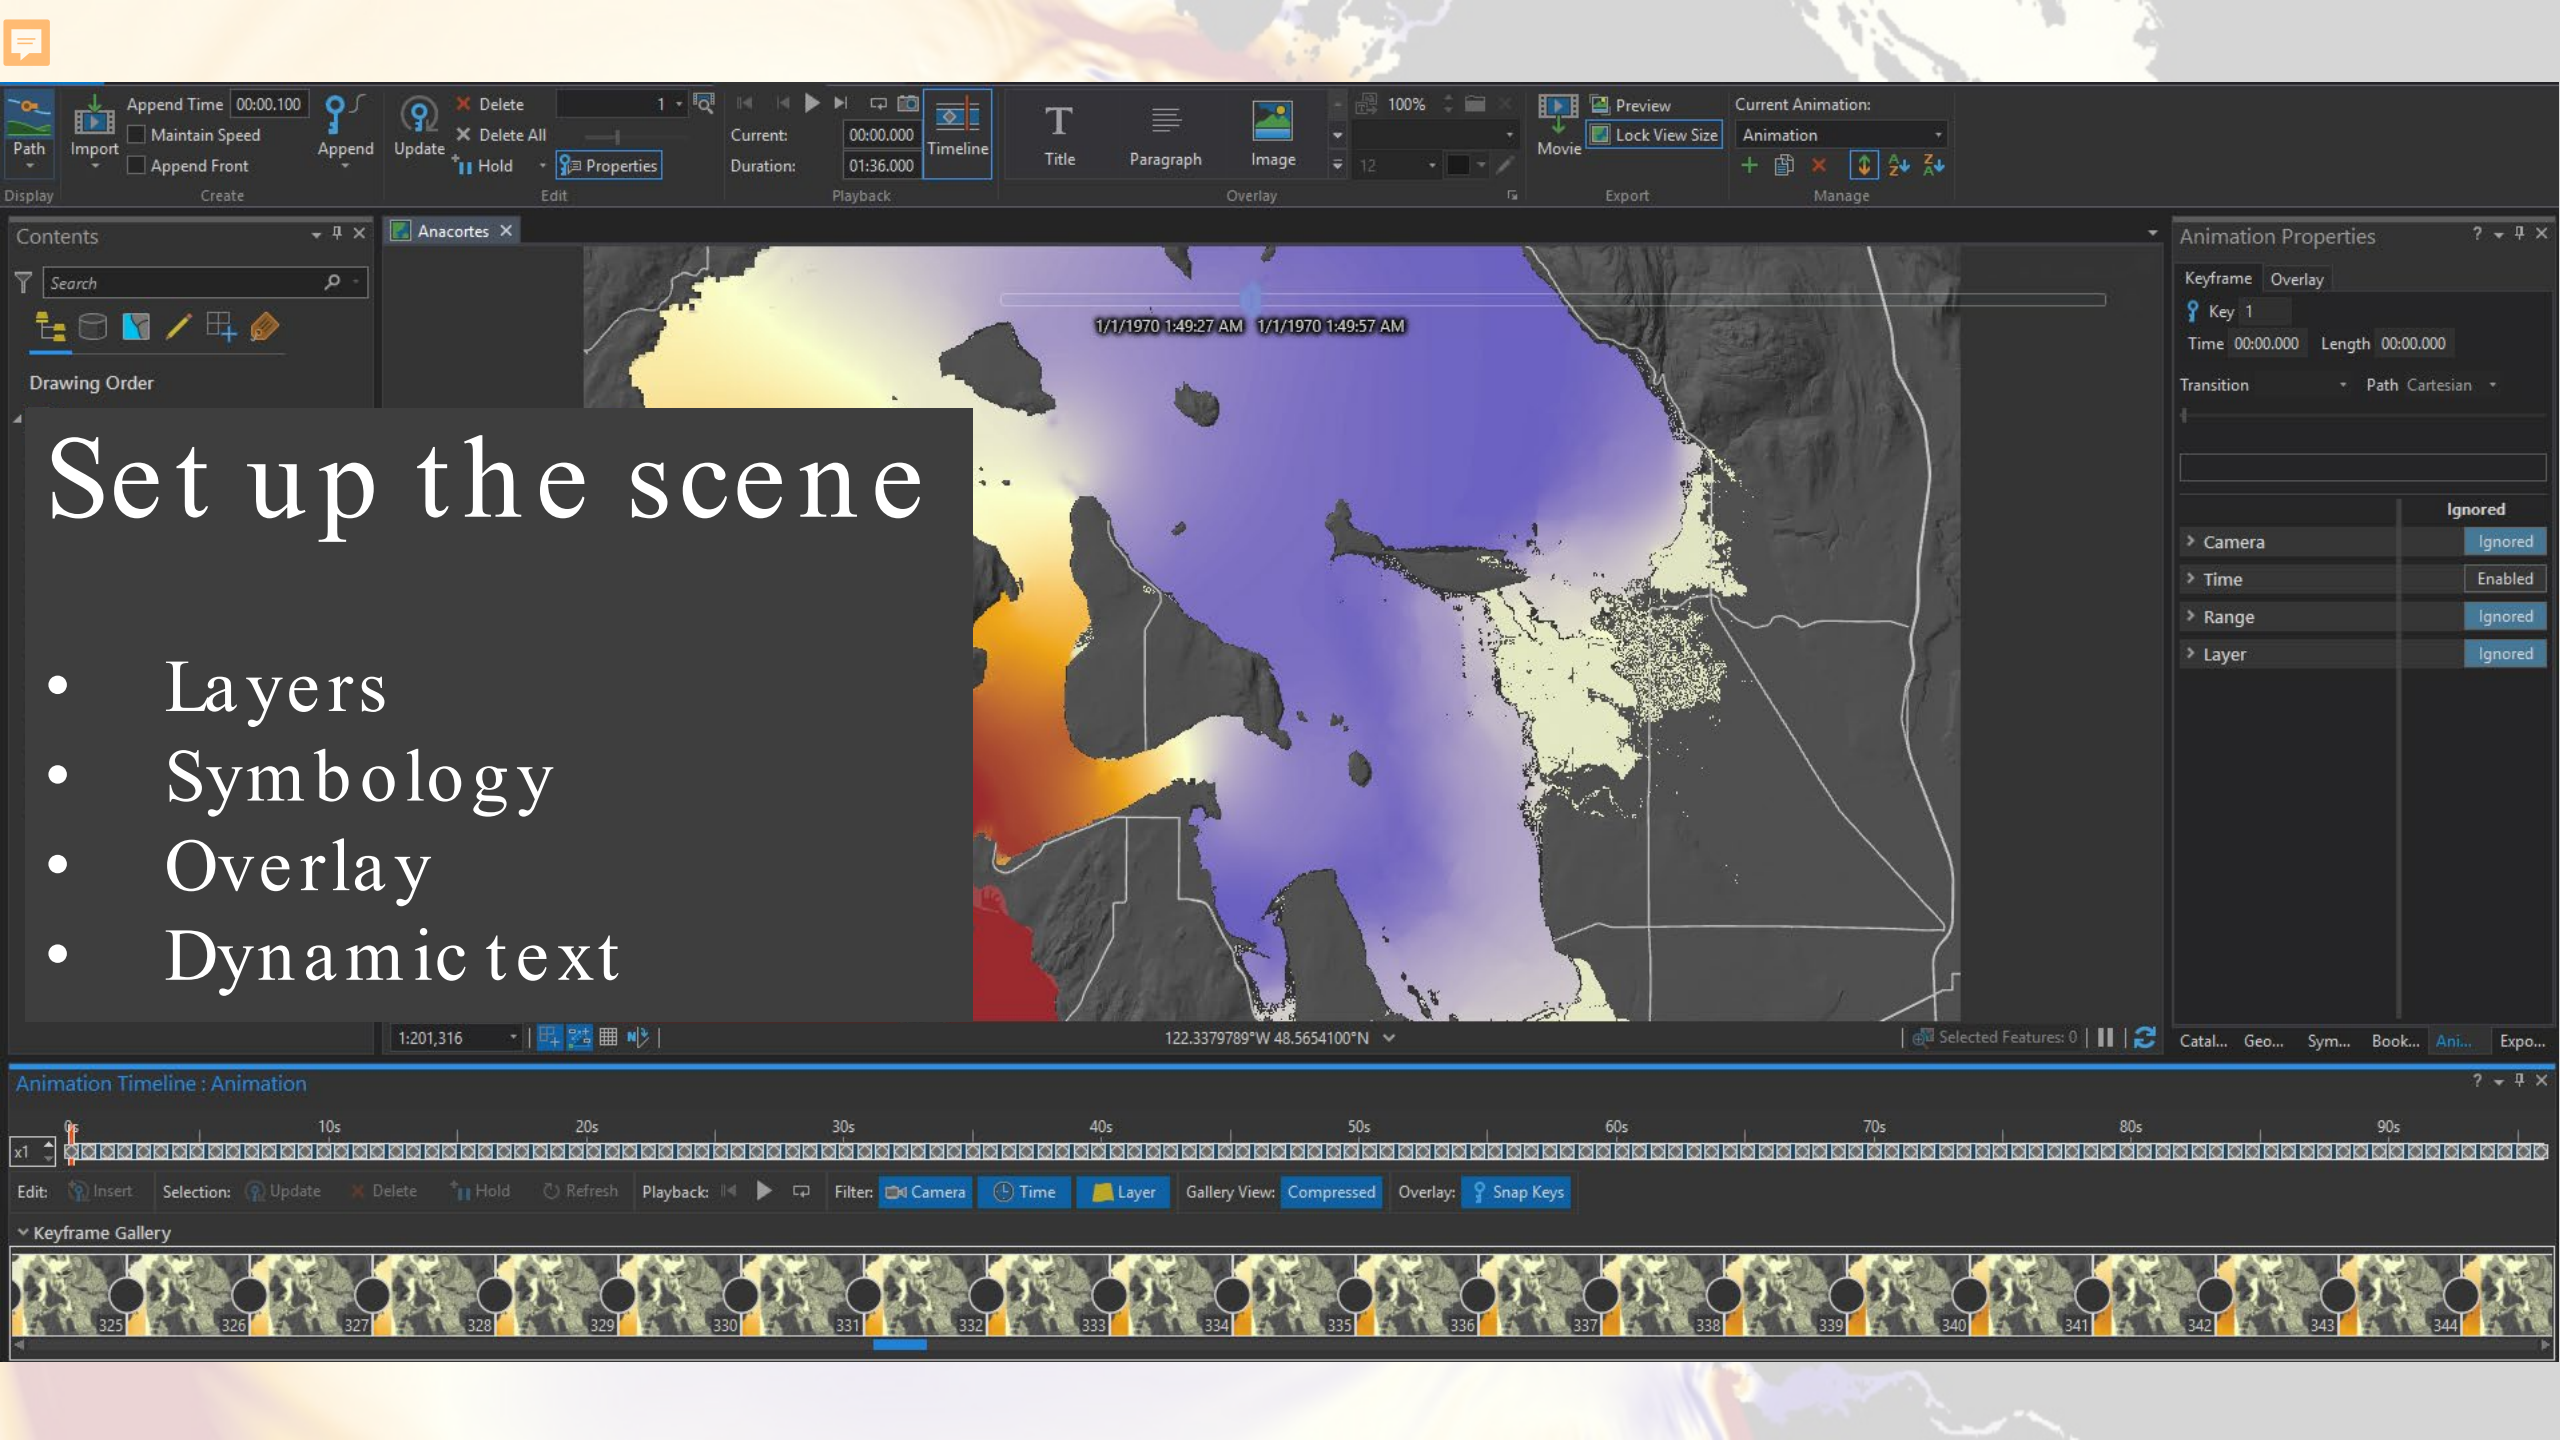 Path
Display
Import
Append Time 00:00.100
Maintain Speed
Append Front
Append
Create
Update
Delete
Delete All
Hold
1
Properties
Edit
Current: 00:00.000
Duration: 01:36.000
Timeline
Playback
Title
Paragraph
Image
100%
12
Overlay
Movie
Preview
Lock View Size
Export
Current Animation:
Animation
Manage
Contents
Search
Drawing Order
Anacortes
1/1/1970 1:49:27 AM 1/1/1970 1:49:57 AM
Set up the scene
• Layers
• Symbology
• Overlay
• Dynamic text
1:201,316
122.3379789°W 48.5654100°N
Selected Features: 0
Animation Properties
Keyframe Overlay
Key 1
Time 00:00.000 Length 00:00.000
Transition Path Cartesian
Ignored
Camera Ignored
Time Enabled
Range Ignored
Layer Ignored
Catal... Geo... Sym... Book... Ani... Expo...
Animation Timeline : Animation
0s 10s 20s 30s 40s 50s 60s 70s 80s 90s
x1
Edit: Insert Selection: Update Delete Hold Refresh Playback: Filter: Camera Time Layer Gallery View: Compressed Overlay: Snap Keys
Keyframe Gallery
325 326 327 328 329 330 331 332 333 334 335 336 337 338 339 340 341 342 343 344